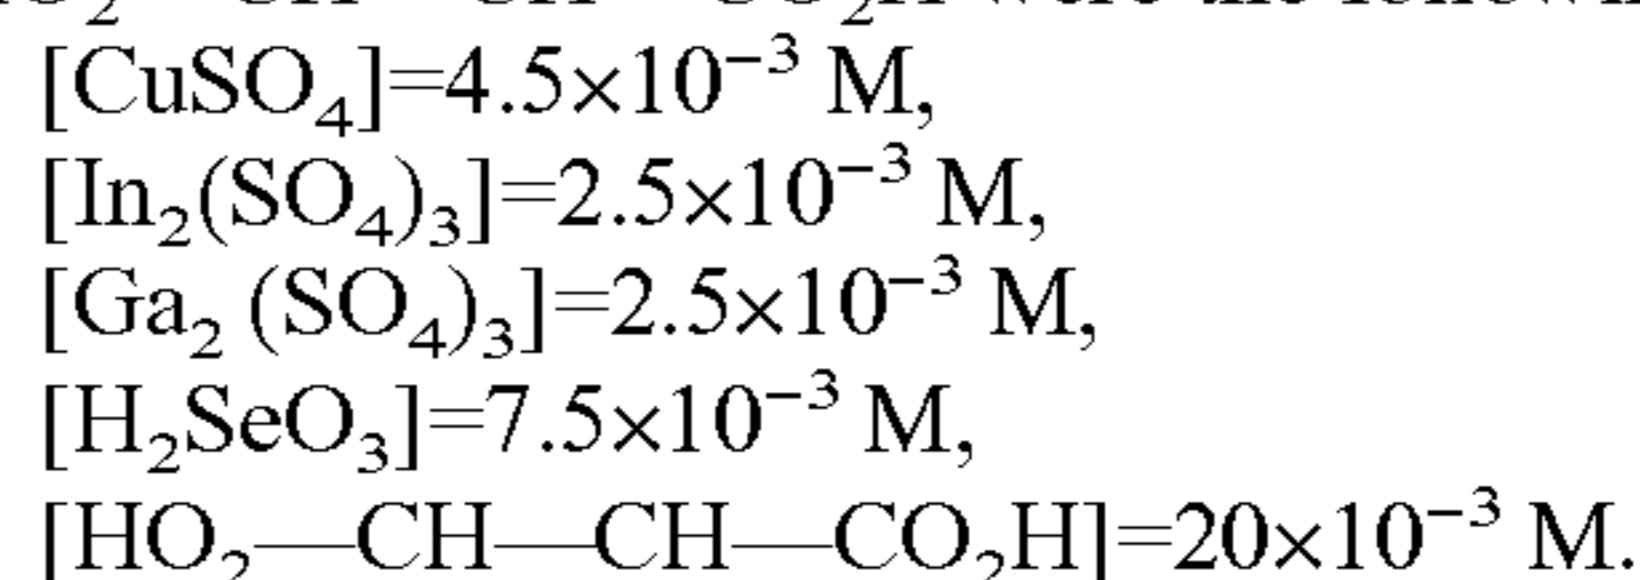 [CuSO₄]=4.5×10⁻³ M,
[In₂(SO₄)₃]=2.5×10⁻³ M,
[Ga₂ (SO₄)₃]=2.5×10⁻³ M,
[H₂SeO₃]=7.5×10⁻³ M,
[HO₂—CH—CH—CO₂H]=20×10⁻³ M.